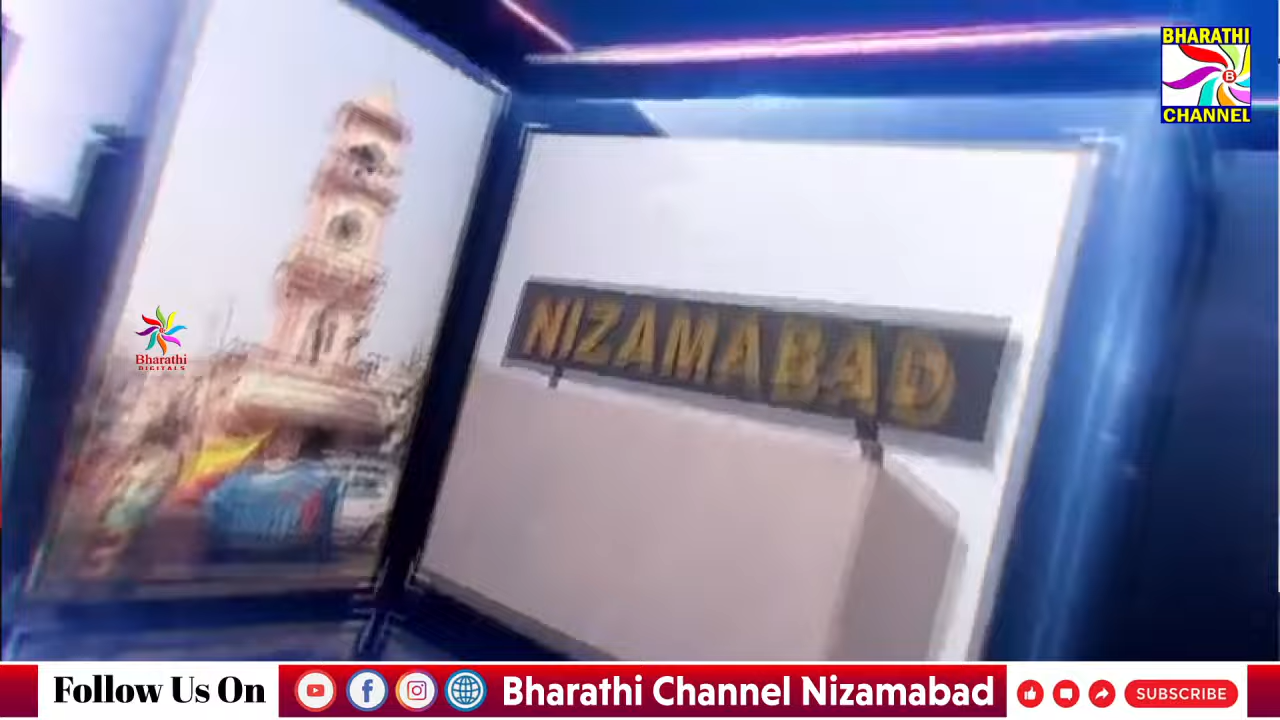 BHARATHI
B
CHANNEL
NIZAMABAD
Bharathi
DIGITALS
Follow Us On
Bharathi Channel Nizamabad
SUBSCRIBE